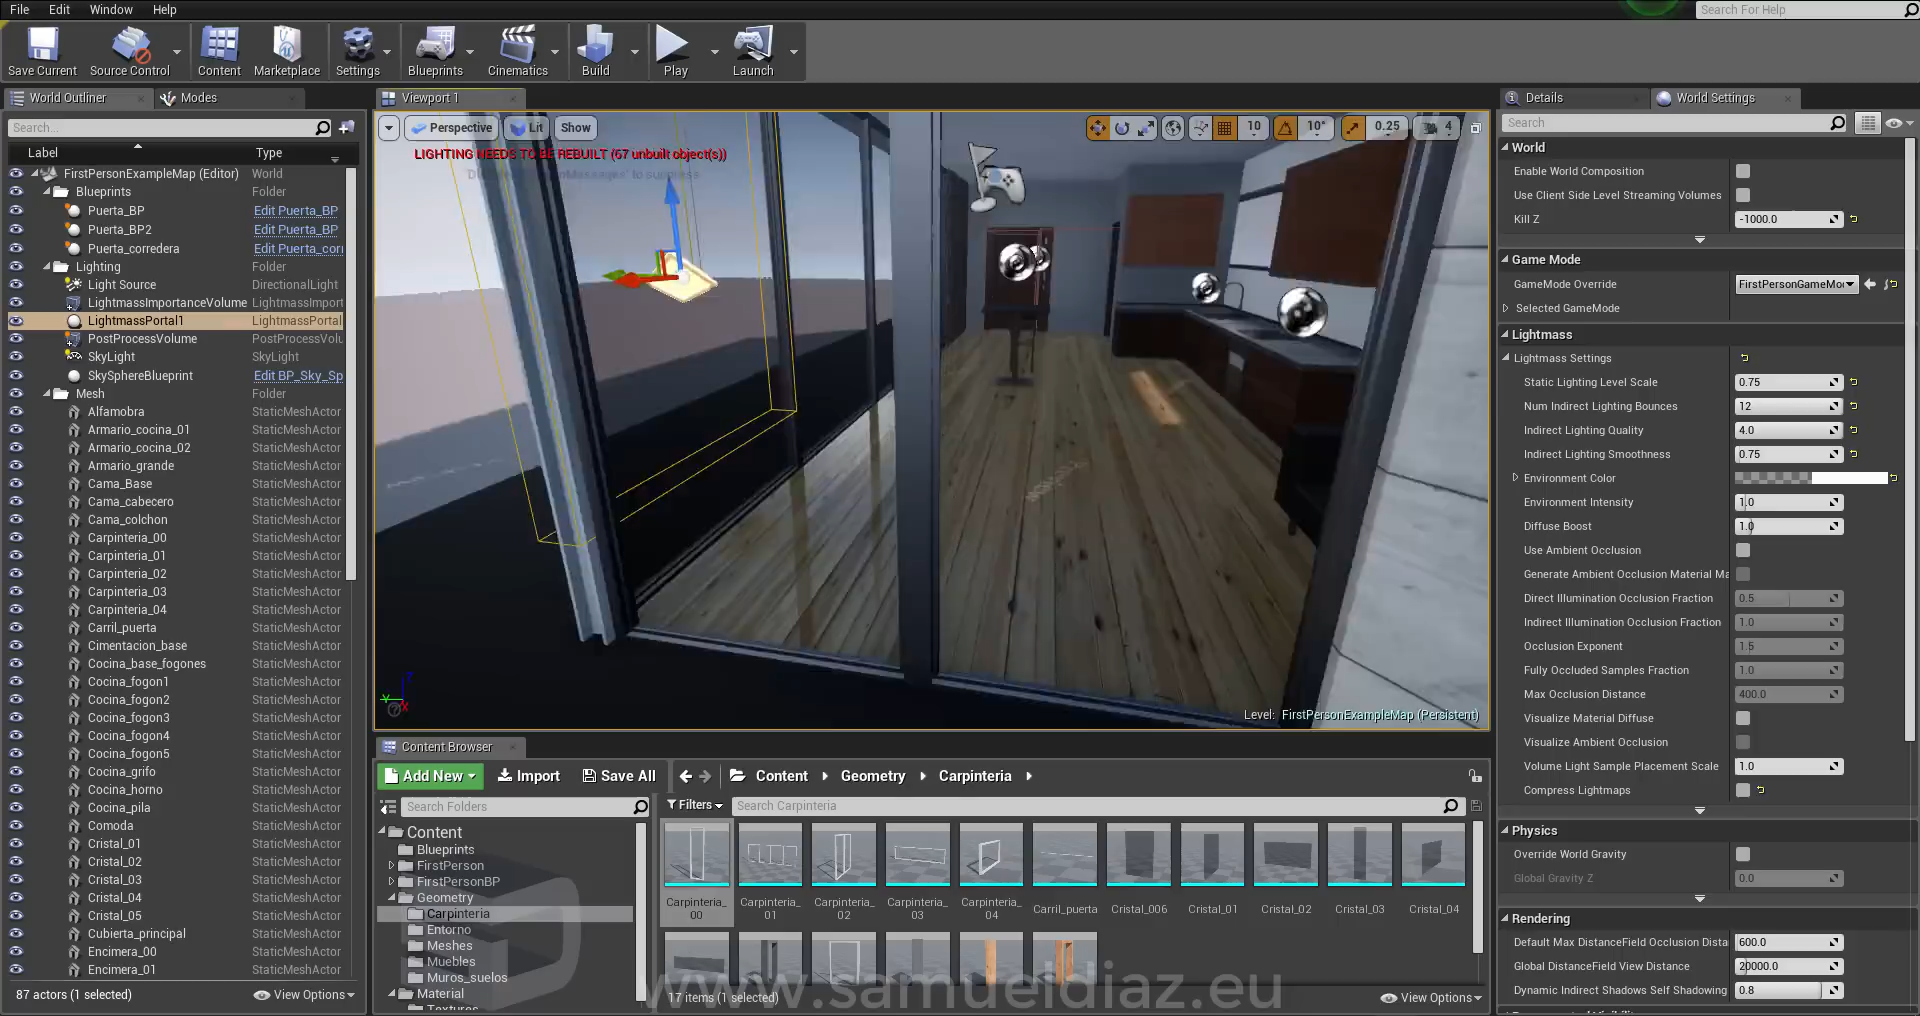 File Edit Window Help
Search For Help
Save Current Source Control Content Marketplace Settings Blueprints Cinematics Build Play Launch
World Outliner Modes
Search...
Label Type
FirstPersonExampleMap (Editor) World
Blueprints Folder
Puerta_BP Edit Puerta_BP
Puerta_BP2 Edit Puerta_BP
Puerta_corredera Edit Puerta_corr
Lighting Folder
Light Source DirectionalLight
LightmassImportanceVolume LightmassImport
LightmassPortal1 LightmassPortal
PostProcessVolume PostProcessVolu
SkyLight SkyLight
SkySphereBlueprint Edit BP_Sky_Sp
Mesh Folder
Alfamobra StaticMeshActor
Armario_cocina_01 StaticMeshActor
Armario_cocina_02 StaticMeshActor
Armario_grande StaticMeshActor
Cama_Base StaticMeshActor
Cama_cabecero StaticMeshActor
Cama_colchon StaticMeshActor
Carpinteria_00 StaticMeshActor
Carpinteria_01 StaticMeshActor
Carpinteria_02 StaticMeshActor
Carpinteria_03 StaticMeshActor
Carpinteria_04 StaticMeshActor
Carril_puerta StaticMeshActor
Cimentacion_base StaticMeshActor
Cocina_base_fogones StaticMeshActor
Cocina_fogon1 StaticMeshActor
Cocina_fogon2 StaticMeshActor
Cocina_fogon3 StaticMeshActor
Cocina_fogon4 StaticMeshActor
Cocina_fogon5 StaticMeshActor
Cocina_grifo StaticMeshActor
Cocina_horno StaticMeshActor
Cocina_pila StaticMeshActor
Comoda StaticMeshActor
Cristal_01 StaticMeshActor
Cristal_02 StaticMeshActor
Cristal_03 StaticMeshActor
Cristal_04 StaticMeshActor
Cristal_05 StaticMeshActor
Cubierta_principal StaticMeshActor
Encimera_00 StaticMeshActor
Encimera_01 StaticMeshActor
87 actors (1 selected) View Options
Viewport 1
Perspective Lit Show 10 10° 0.25 4
LIGHTING NEEDS TO BE REBUILT (67 unbuilt object(s))
to suppress
Level: FirstPersonExampleMap (Persistent)
Content Browser
Add New Import Save All Content Geometry Carpinteria
Search Folders
Filters Search Carpinteria
Content
Blueprints
FirstPerson
FirstPersonBP
Geometry
Carpinteria
Entorno
Meshes
Muebles
Muros_suelos
Material
Textures
Carpinteria_00 Carpinteria_01 Carpinteria_02 Carpinteria_03 Carpinteria_04 Carril_puerta Cristal_006 Cristal_01 Cristal_02 Cristal_03 Cristal_04
17 items (1 selected) View Options
www.samueldiaz.eu
Details World Settings
Search
World
Enable World Composition
Use Client Side Level Streaming Volumes
Kill Z -1000.0
Game Mode
GameMode Override FirstPersonGameMo
Selected GameMode
Lightmass
Lightmass Settings
Static Lighting Level Scale 0.75
Num Indirect Lighting Bounces 12
Indirect Lighting Quality 4.0
Indirect Lighting Smoothness 0.75
Environment Color
Environment Intensity 1.0
Diffuse Boost 1.0
Use Ambient Occlusion
Generate Ambient Occlusion Material Ma
Direct Illumination Occlusion Fraction 0.5
Indirect Illumination Occlusion Fraction 1.0
Occlusion Exponent 1.5
Fully Occluded Samples Fraction 1.0
Max Occlusion Distance 400.0
Visualize Material Diffuse
Visualize Ambient Occlusion
Volume Light Sample Placement Scale 1.0
Compress Lightmaps
Physics
Override World Gravity
Global Gravity Z 0.0
Rendering
Default Max DistanceField Occlusion Dista 600.0
Global DistanceField View Distance 20000.0
Dynamic Indirect Shadows Self Shadowing 0.8